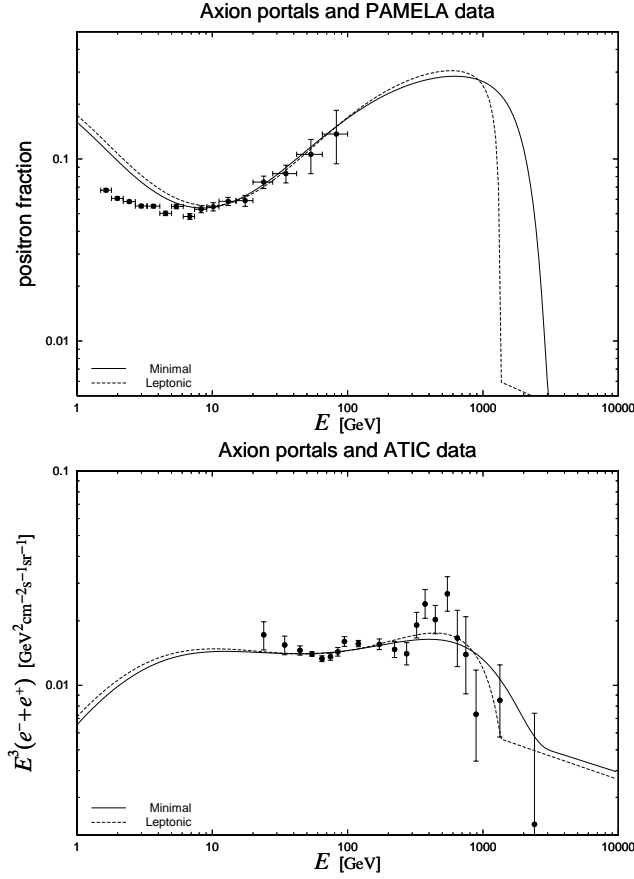 Axion portals and PAMELA data
positron fraction
0.1
0.01
Minimal
Leptonic
1 10 100 1000 10000
E [GeV]
Axion portals and ATIC data
E³(e⁻+e⁺) [GeV²cm⁻²s⁻¹sr⁻¹]
0.1
0.01
Minimal
Leptonic
1 10 100 1000 10000
E [GeV]